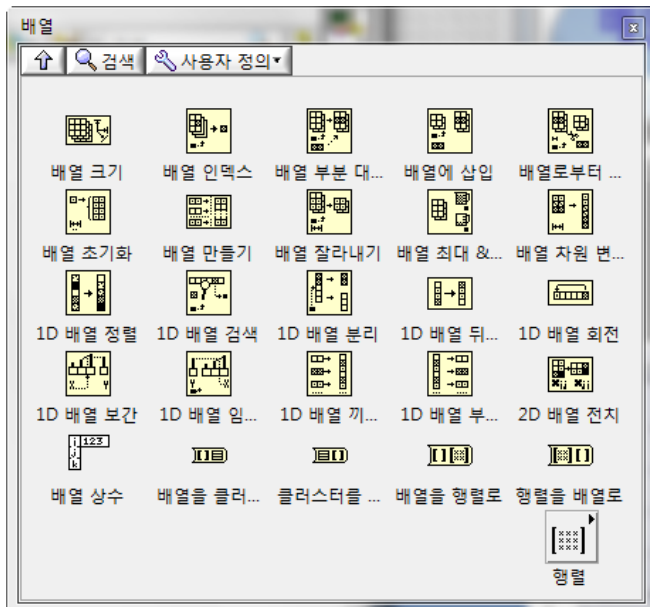 배열
검색 사용자 정의
배열 크기 배열 인덱스 배열 부분 대... 배열에 삽입 배열로부터 ...
배열 초기화 배열 만들기 배열 잘라내기 배열 최대 &... 배열 차원 변...
1D 배열 정렬 1D 배열 검색 1D 배열 분리 1D 배열 뒤... 1D 배열 회전
1D 배열 보간 1D 배열 임... 1D 배열 끼... 1D 배열 부... 2D 배열 전치
배열 상수 배열을 클러... 클러스터를 ... 배열을 행렬로 행렬을 배열로
행렬